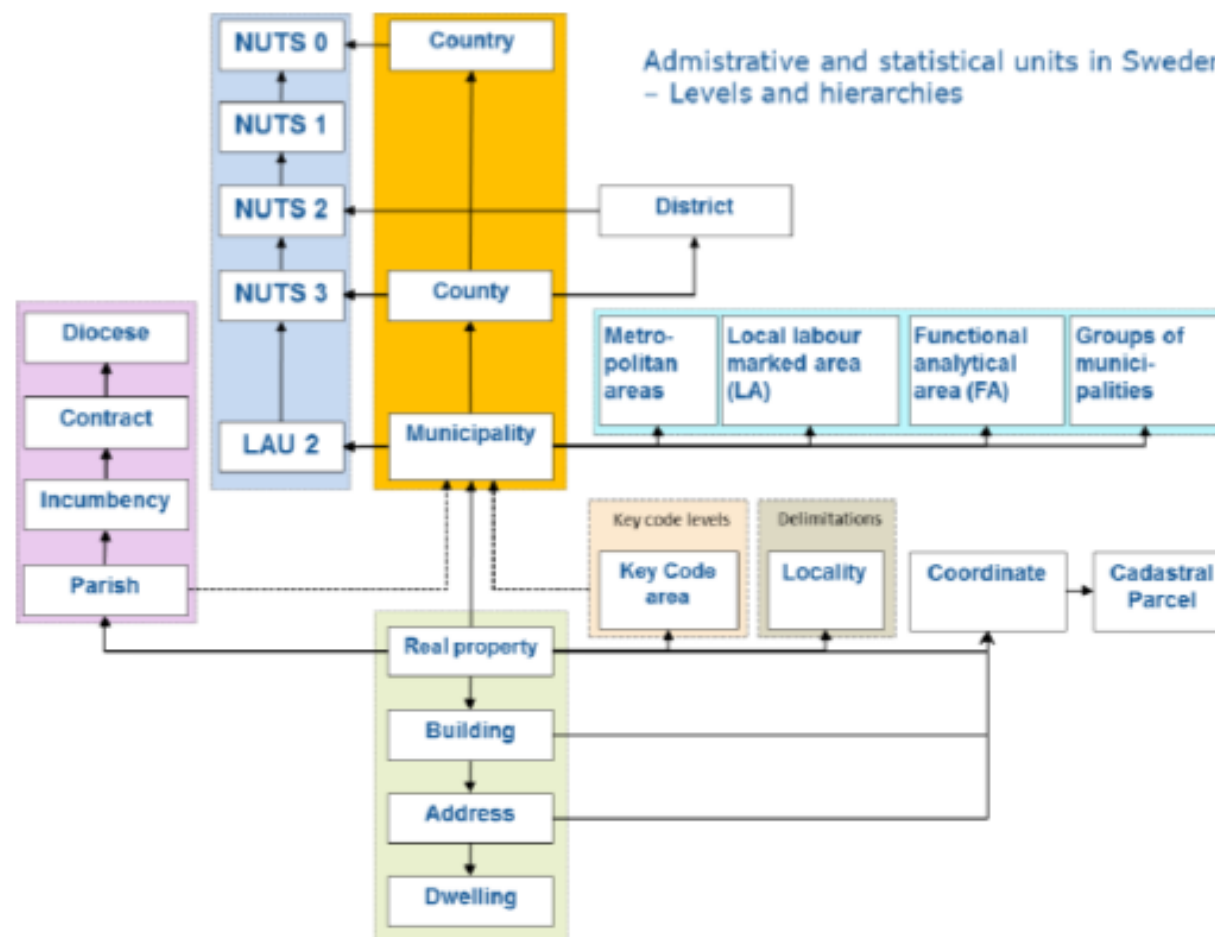 Admistrative and statistical units in Sweden
– Levels and hierarchies
NUTS 0
Country
NUTS 1
NUTS 2
District
NUTS 3
County
Diocese
Contract
Incumbency
Parish
LAU 2
Municipality
Metro-
politan
areas
Local labour
marked area
(LA)
Functional
analytical
area (FA)
Groups of
munici-
palities
Key code levels
Key Code
area
Delimitations
Locality
Coordinate
Cadastral
Parcel
Real property
Building
Address
Dwelling